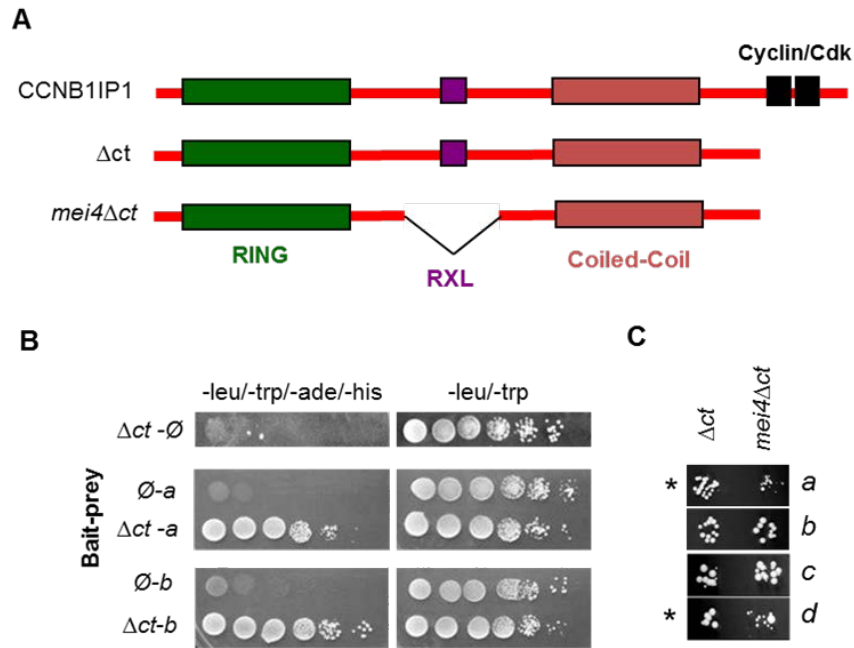 A
Cyclin/Cdk
CCNB1IP1
Δct
mei4Δct
RING
RXL
Coiled-Coil
B
C
-leu/-trp/-ade/-his
-leu/-trp
Δct
mei4Δct
Bait-prey
Δct -Ø
Ø-a
Δct -a
Ø-b
Δct-b
* a
b
c
* d